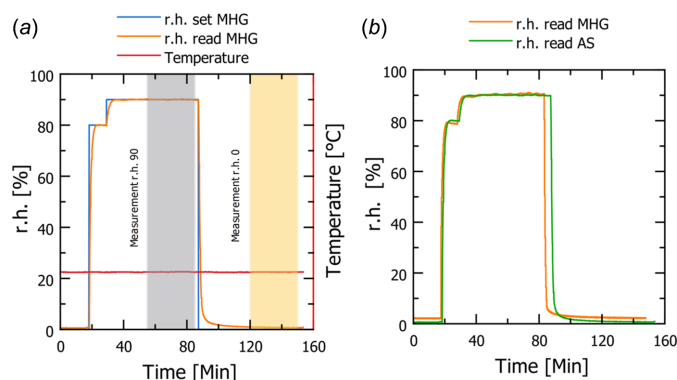 (a)
r.h. set MHG
r.h. read MHG
Temperature
100
80
60
40
20
0
r.h. [%]
Measurement r.h. 90
Measurement r.h. 0
Temperature [°C]
0 40 80 120 160
Time [Min]
(b)
r.h. read MHG
r.h. read AS
100
80
60
40
20
0
r.h. [%]
0 40 80 120 160
Time [Min]